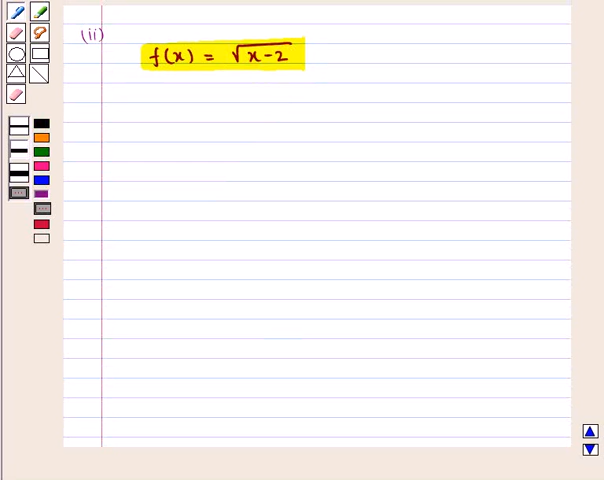 (ii)
f(x) = √x-2